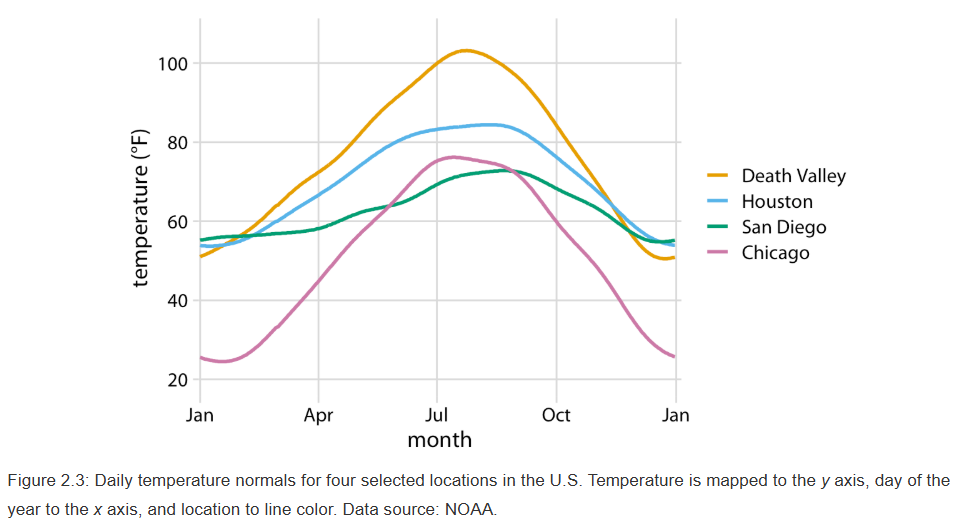 100
80
60
40
20
temperature (°F)
Jan Apr Jul Oct Jan
month
Death Valley
Houston
San Diego
Chicago
Figure 2.3: Daily temperature normals for four selected locations in the U.S. Temperature is mapped to the y axis, day of the
year to the x axis, and location to line color. Data source: NOAA.